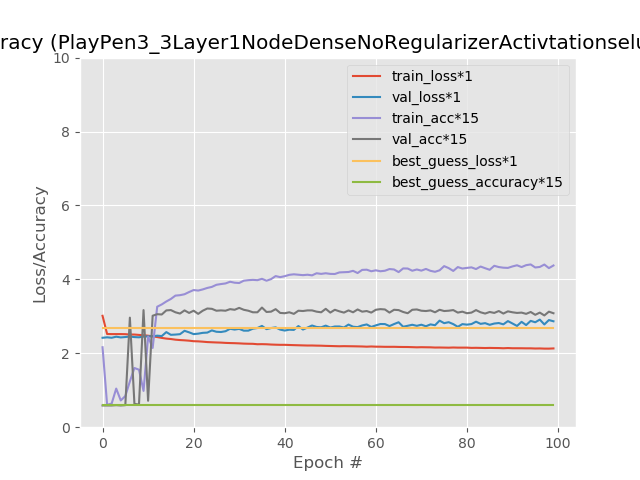 racy (PlayPen3_3Layer1NodeDenseNoRegularizerActivtationselu
10
8
6
4
2
0
Loss/Accuracy
train_loss*1
val_loss*1
train_acc*15
val_acc*15
best_guess_loss*1
best_guess_accuracy*15
0 20 40 60 80 100
Epoch #